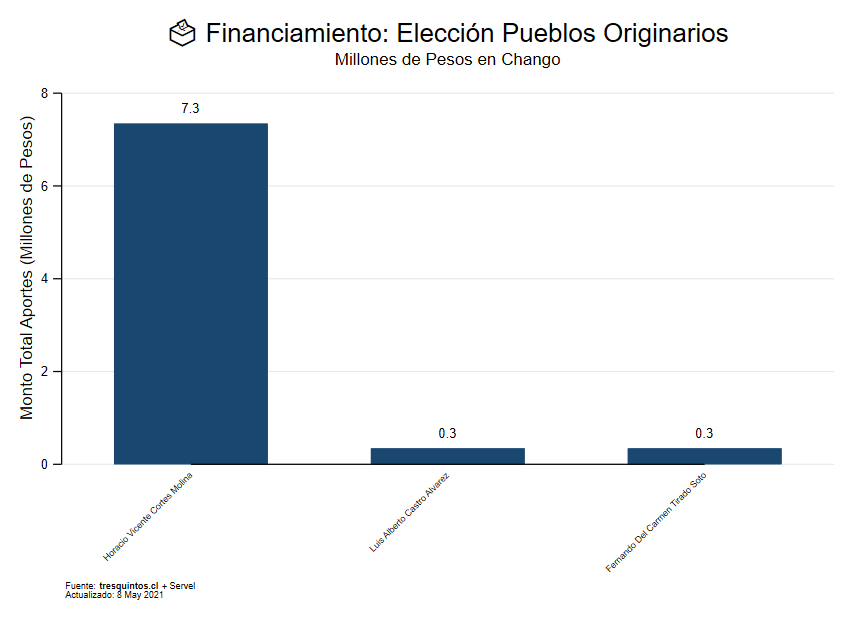 Financiamiento: Elección Pueblos Originarios
Millones de Pesos en Chango
Monto Total Aportes (Millones de Pesos)
8
6
4
2
0
7.3
0.3
0.3
Horacio Vicente Cortes Molina
Luis Alberto Castro Alvarez
Fernando Del Carmen Tirado Soto
Fuente: tresquintos.cl + Servel
Actualizado: 8 May 2021